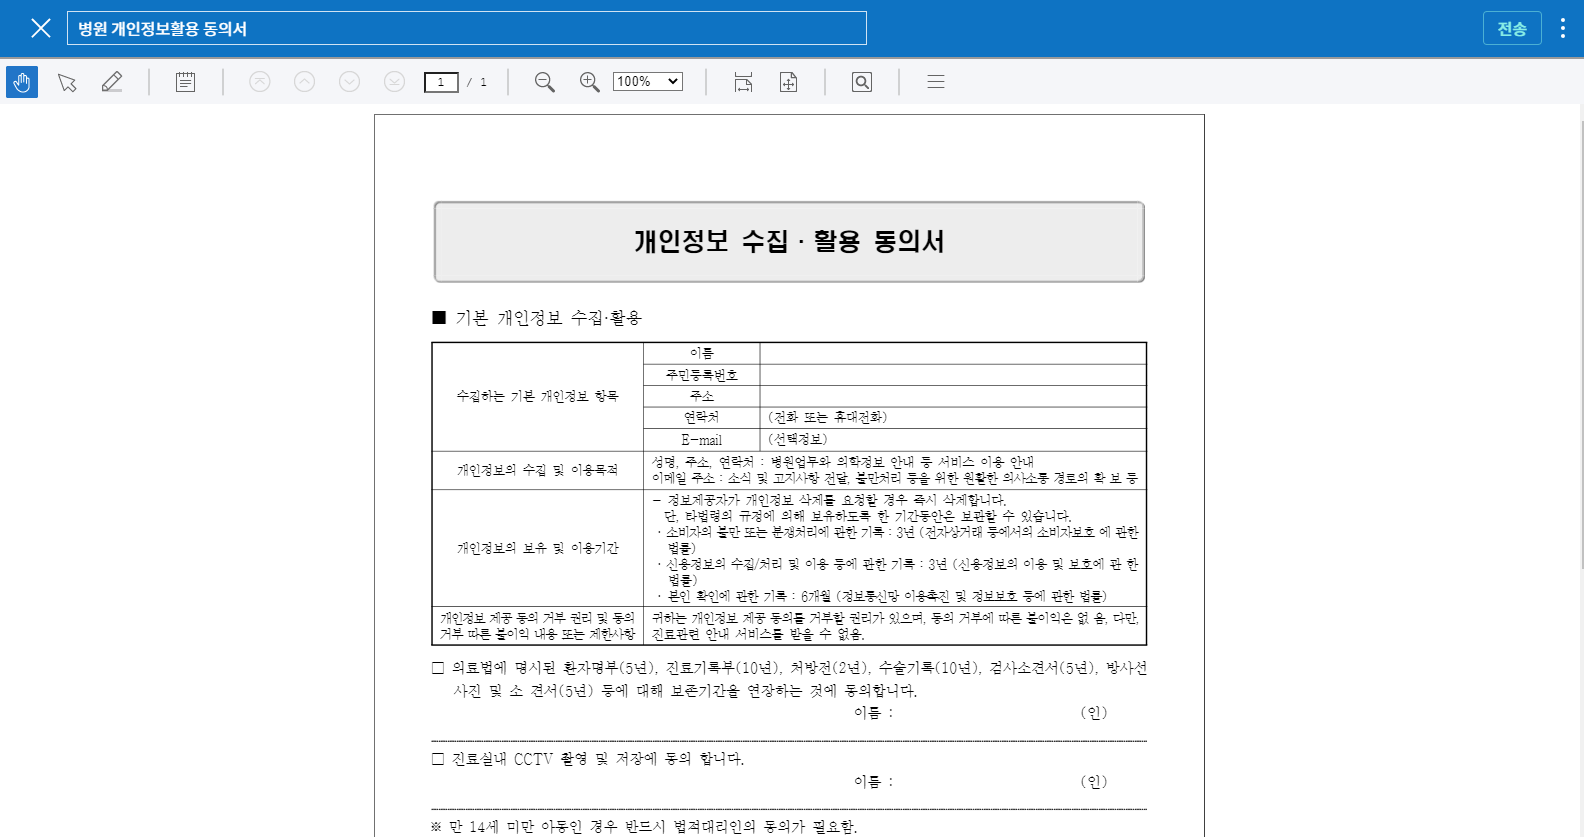 병원 개인정보활용 동의서
전송
1 / 1
100%
개인정보 수집·활용 동의서
■ 기본 개인정보 수집·활용
수집하는 기본 개인정보 항목
이름
주민등록번호
주소
연락처 (전화 또는 휴대전화)
E-mail (선택정보)
개인정보의 수집 및 이용목적
성명, 주소, 연락처 : 병원업무와 의학정보 안내 등 서비스 이용 안내
이메일 주소 : 소식 및 고지사항 전달, 불만처리 등을 위한 원활한 의사소통 경로의 확 보 등
개인정보의 보유 및 이용기간
- 정보제공자가 개인정보 삭제를 요청할 경우 즉시 삭제합니다.
단, 타법령의 규정에 의해 보유하도록 한 기간동안은 보관할 수 있습니다.
· 소비자의 불만 또는 분쟁처리에 관한 기록 : 3년 (전자상거래 등에서의 소비자보호 에 관한
법률)
· 신용정보의 수집/처리 및 이용 등에 관한 기록 : 3년 (신용정보의 이용 및 보호에 관 한
법률)
· 본인 확인에 관한 기록 : 6개월 (정보통신망 이용촉진 및 정보보호 등에 관한 법률)
개인정보 제공 동의 거부 권리 및 동의
거부 따른 불이익 내용 또는 제한사항
귀하는 개인정보 제공 동의를 거부할 권리가 있으며, 동의 거부에 따른 불이익은 없 음, 다만,
진료관련 안내 서비스를 받을 수 없음.
□ 의료법에 명시된 환자명부(5년), 진료기록부(10년), 처방전(2년), 수술기록(10년), 검사소견서(5년), 방사선
사진 및 소 견서(5년) 등에 대해 보존기간을 연장하는 것에 동의합니다.
이름 : (인)
□ 진료실내 CCTV 촬영 및 저장에 동의 합니다.
이름 : (인)
※ 만 14세 미만 아동인 경우 반드시 법적대리인의 동의가 필요함.